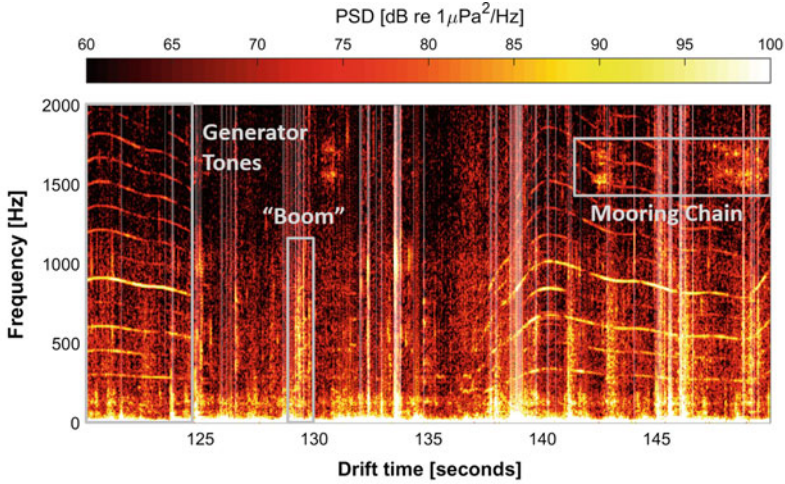 PSD [dB re 1μPa²/Hz]
60 65 70 75 80 85 90 95 100
2000
1500
1000
500
0
Frequency [Hz]
Generator
Tones
“Boom”
Mooring Chain
125 130 135 140 145
Drift time [seconds]